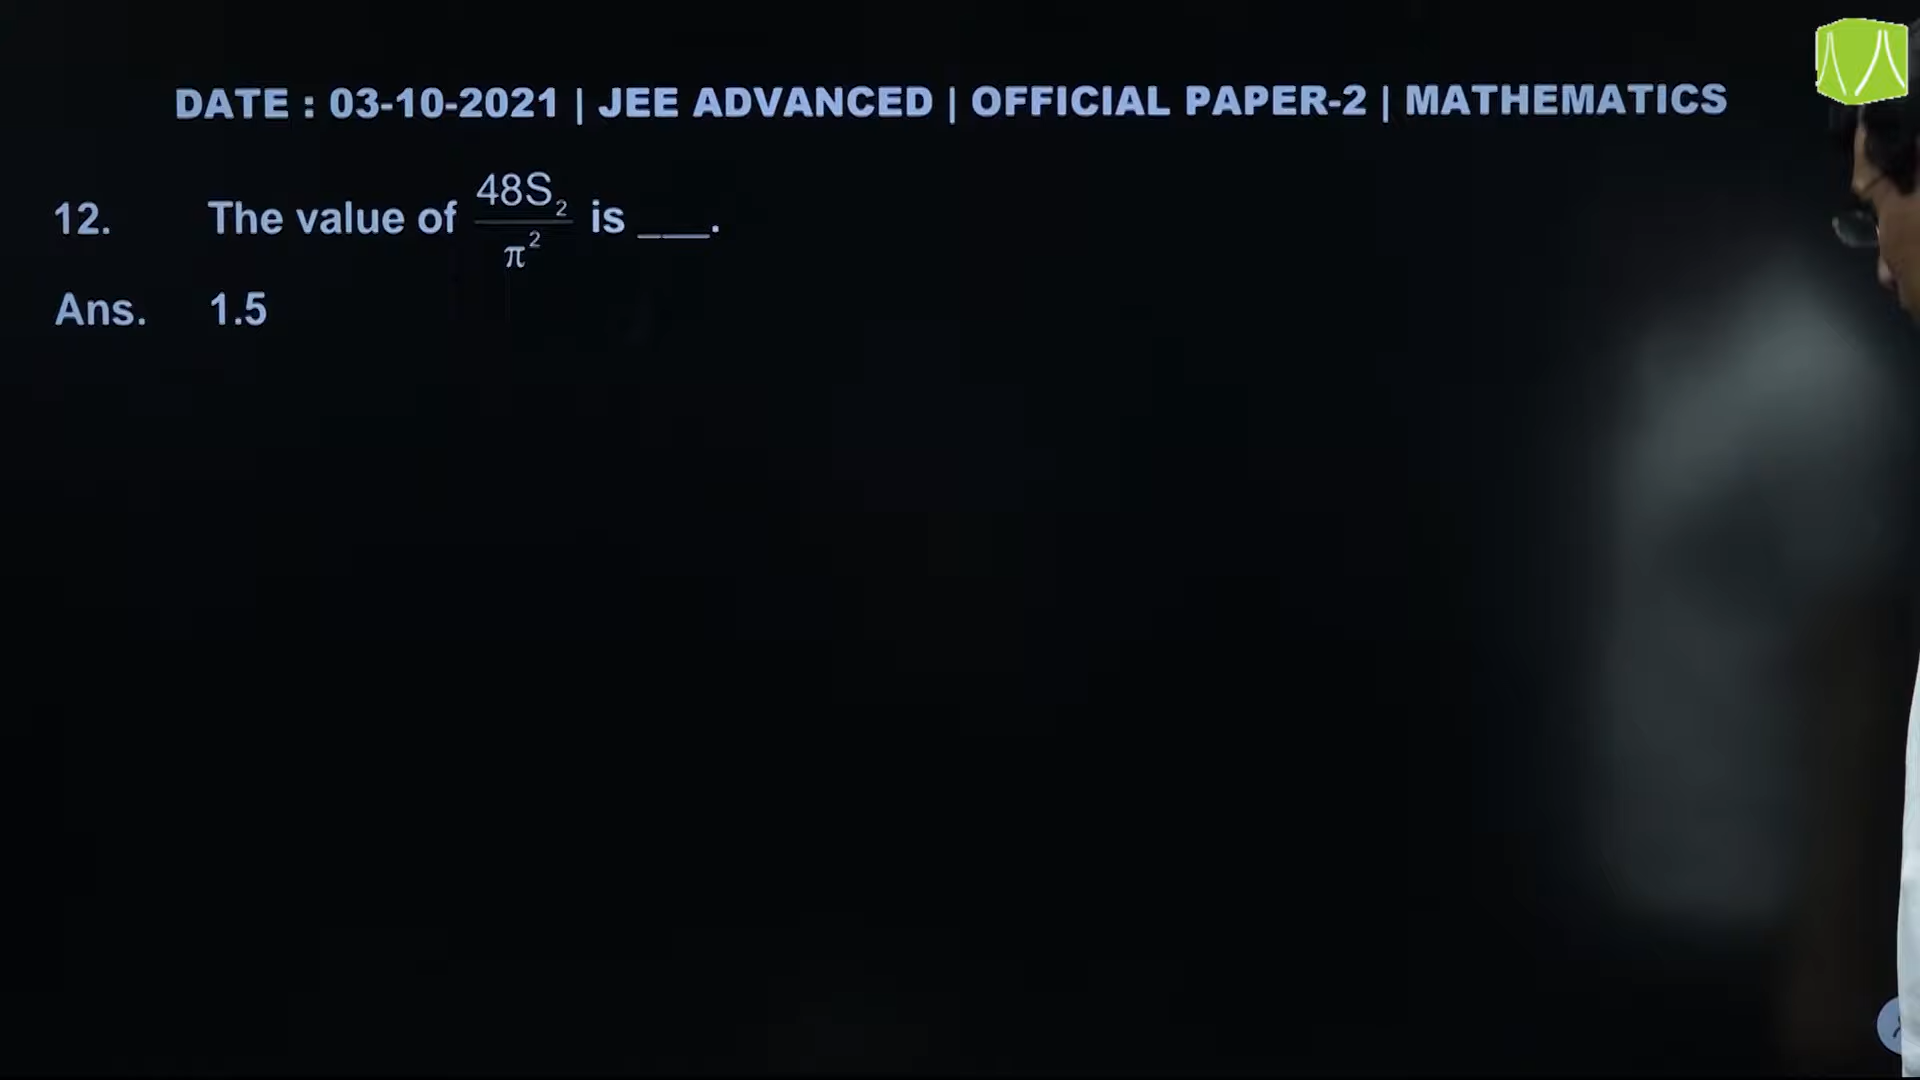 DATE : 03-10-2021 | JEE ADVANCED | OFFICIAL PAPER-2 | MATHEMATICS
12. The value of 48S₂/π² is ___.
Ans. 1.5